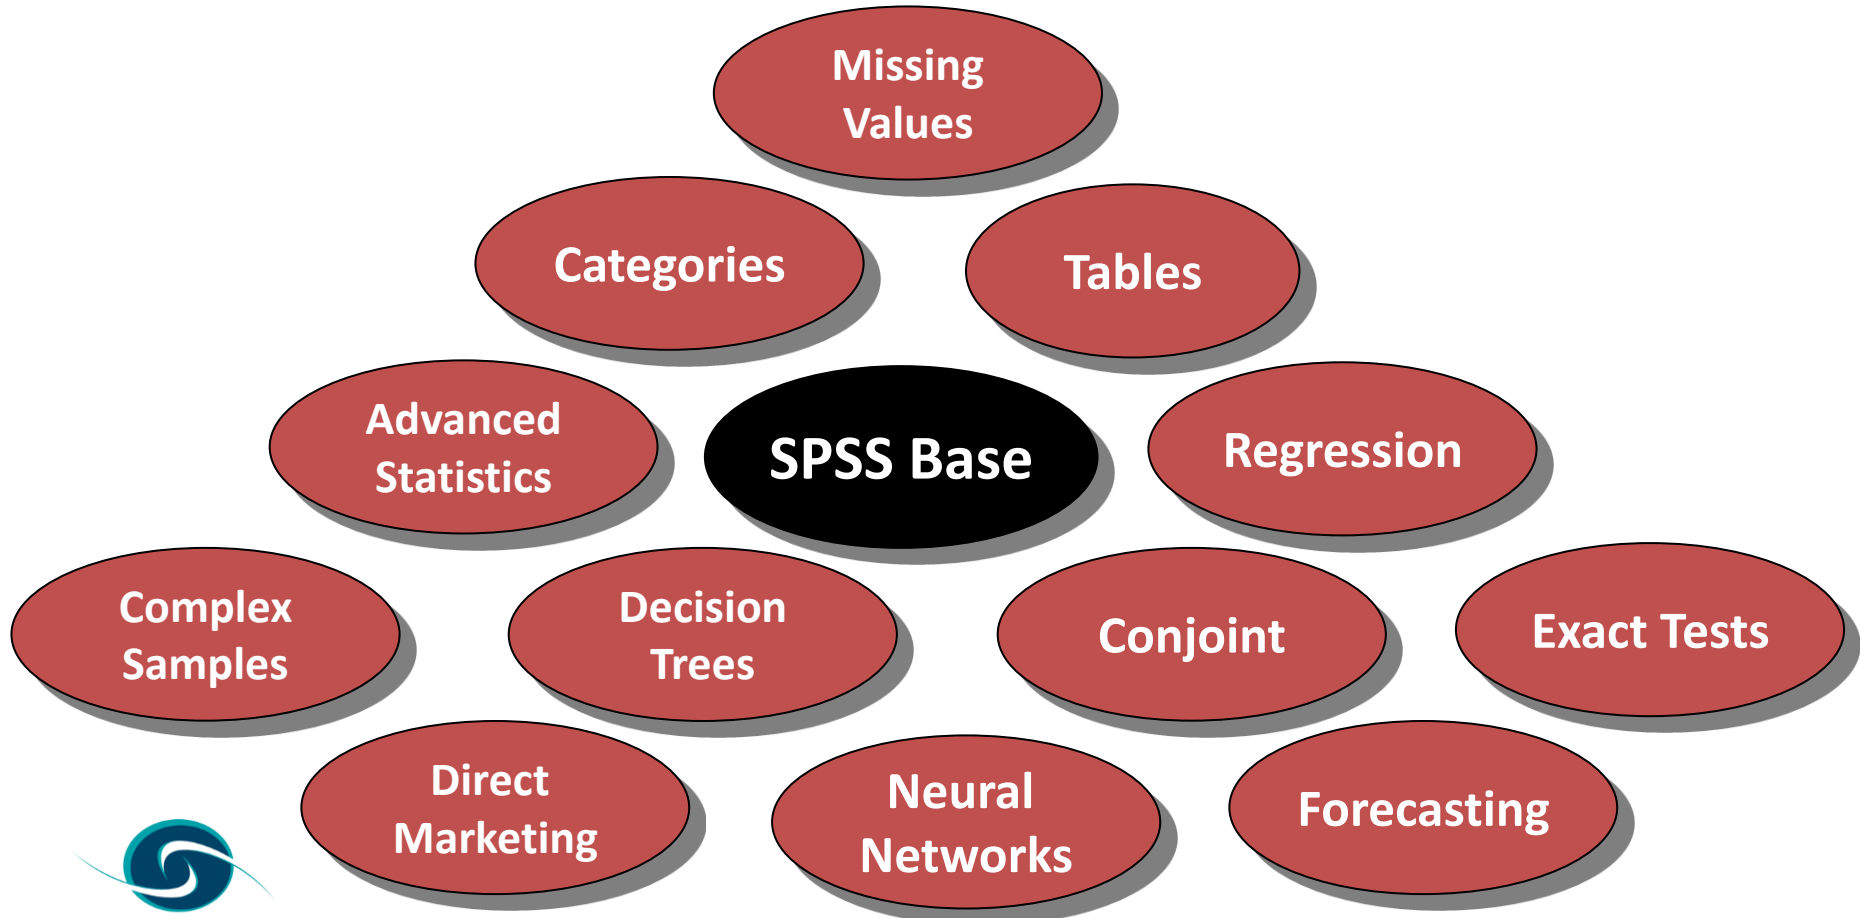 Missing
Values
Categories
Tables
Advanced
Statistics
SPSS Base
Regression
Complex
Samples
Decision
Trees
Conjoint
Exact Tests
Direct
Marketing
Neural
Networks
Forecasting